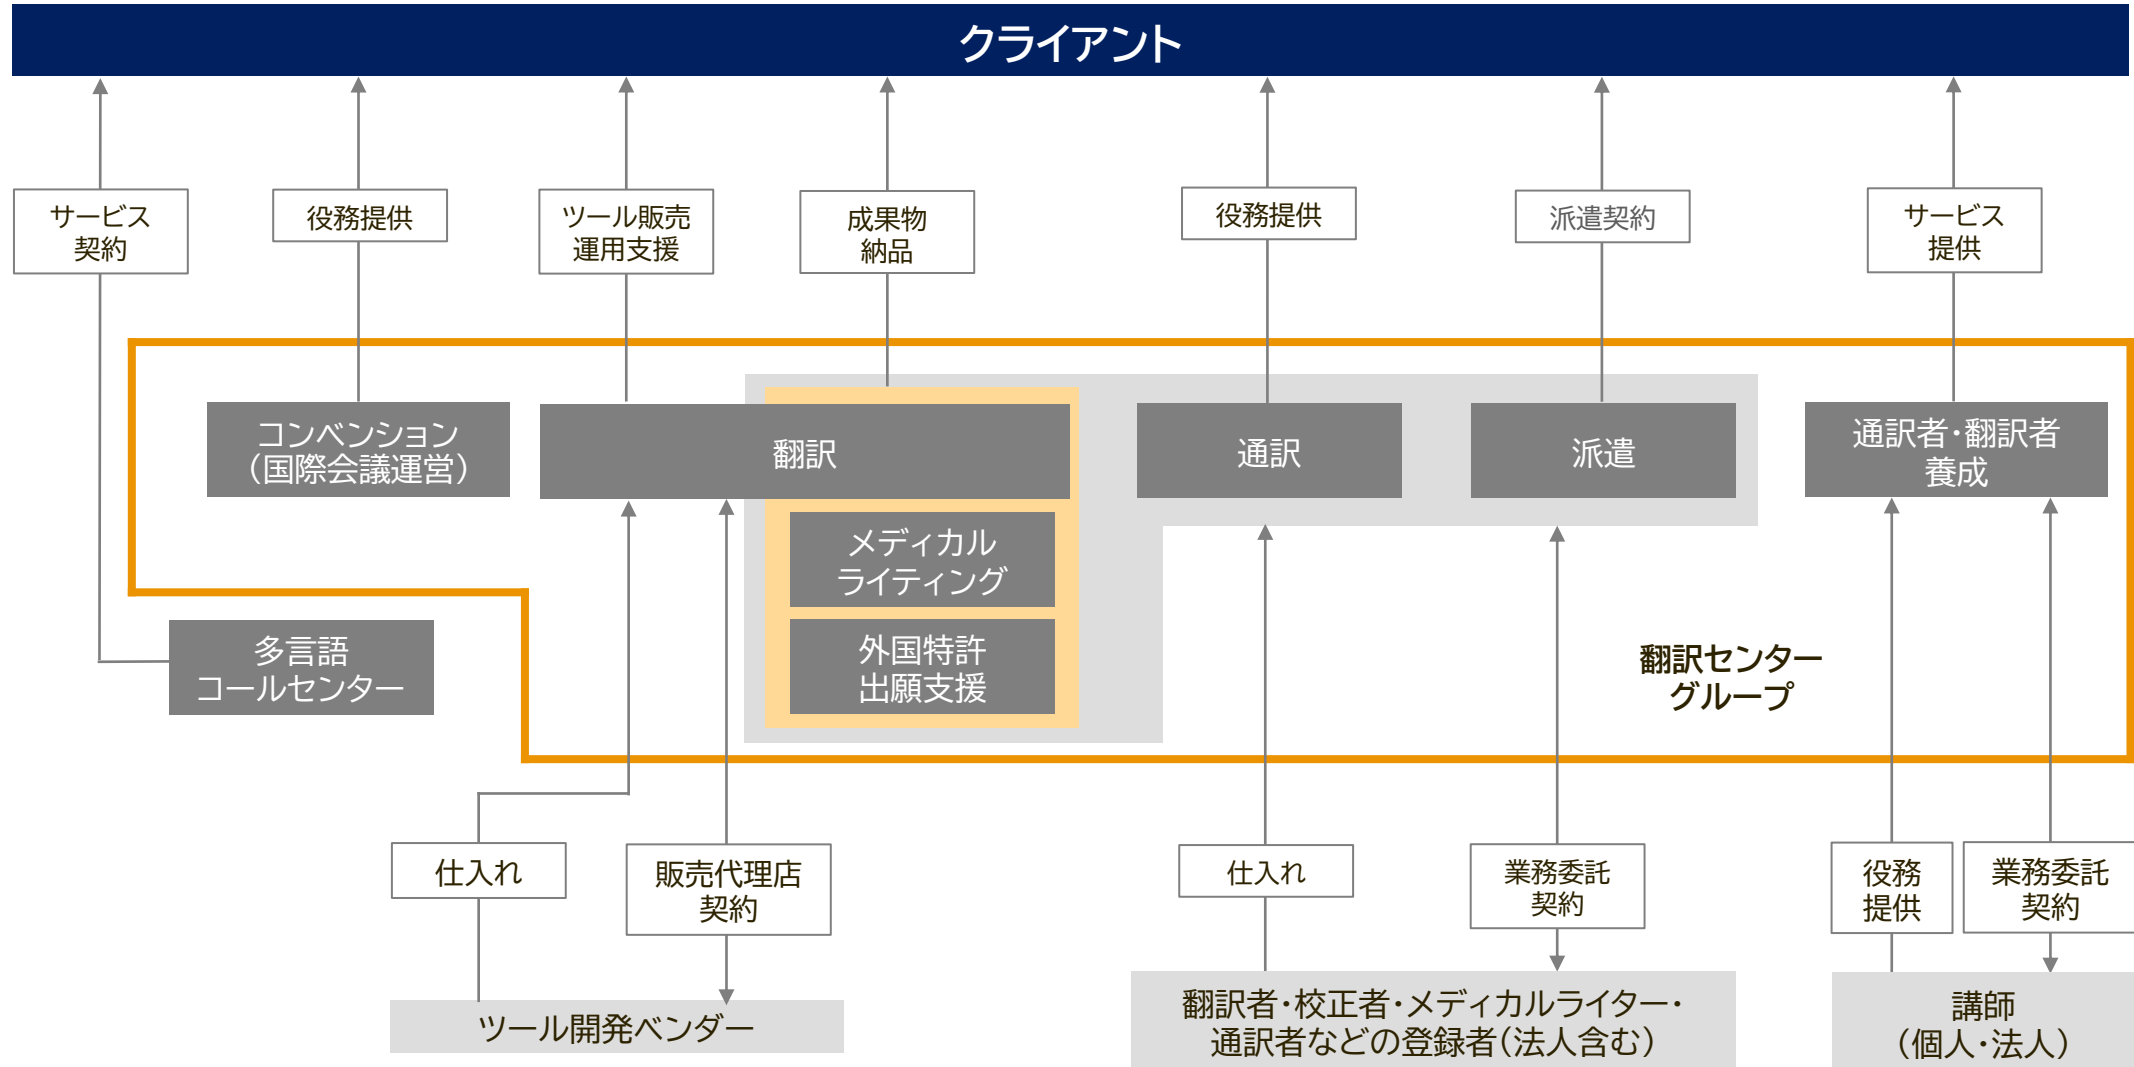 クライアント
サービス
契約
役務提供
ツール販売
運用支援
成果物
納品
役務提供
派遣契約
サービス
提供
コンベンション
（国際会議運営）
翻訳
通訳
派遣
通訳者・翻訳者
養成
メディカル
ライティング
外国特許
出願支援
多言語
コールセンター
翻訳センター
グループ
仕入れ
販売代理店
契約
仕入れ
業務委託
契約
役務
提供
業務委託
契約
ツール開発ベンダー
翻訳者・校正者・メディカルライター・
通訳者などの登録者（法人含む）
講師
（個人・法人）